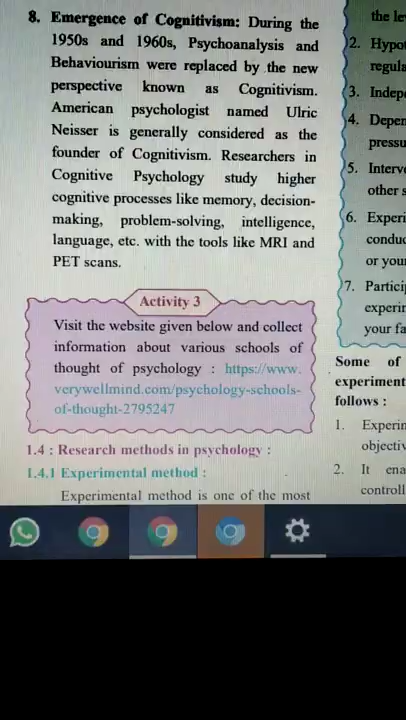 8. Emergence of Cognitivism: During the
1950s and 1960s, Psychoanalysis and
Behaviourism were replaced by the new
perspective known as Cognitivism.
American psychologist named Ulric
Neisser is generally considered as the
founder of Cognitivism. Researchers in
Cognitive Psychology study higher
cognitive processes like memory, decision-
making, problem-solving, intelligence,
language, etc. with the tools like MRI and
PET scans.
Activity 3
Visit the website given below and collect
information about various schools of
thought of psychology : https://www.
verywellmind.com/psychology-schools-
of-thought-2795247
1.4 : Research methods in psychology :
1.4.1 Experimental method :
Experimental method is one of the most
the
2.
3.
4.
5.
other
6.
or
7.
your
Some of
experiment
follows :
1.
2. It